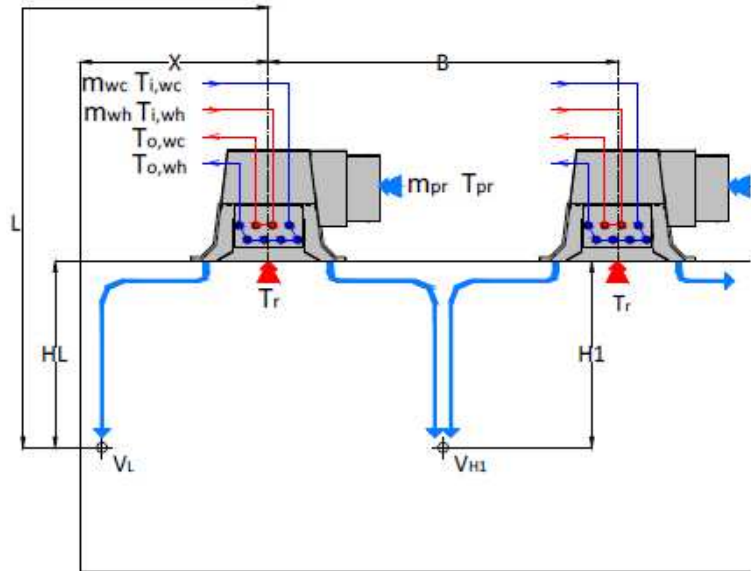 X B
mwc Ti,wc
mwh Ti,wh
To,wc
To,wh
mpr Tpr
L
Tr Tr
HL H1
VL VH1